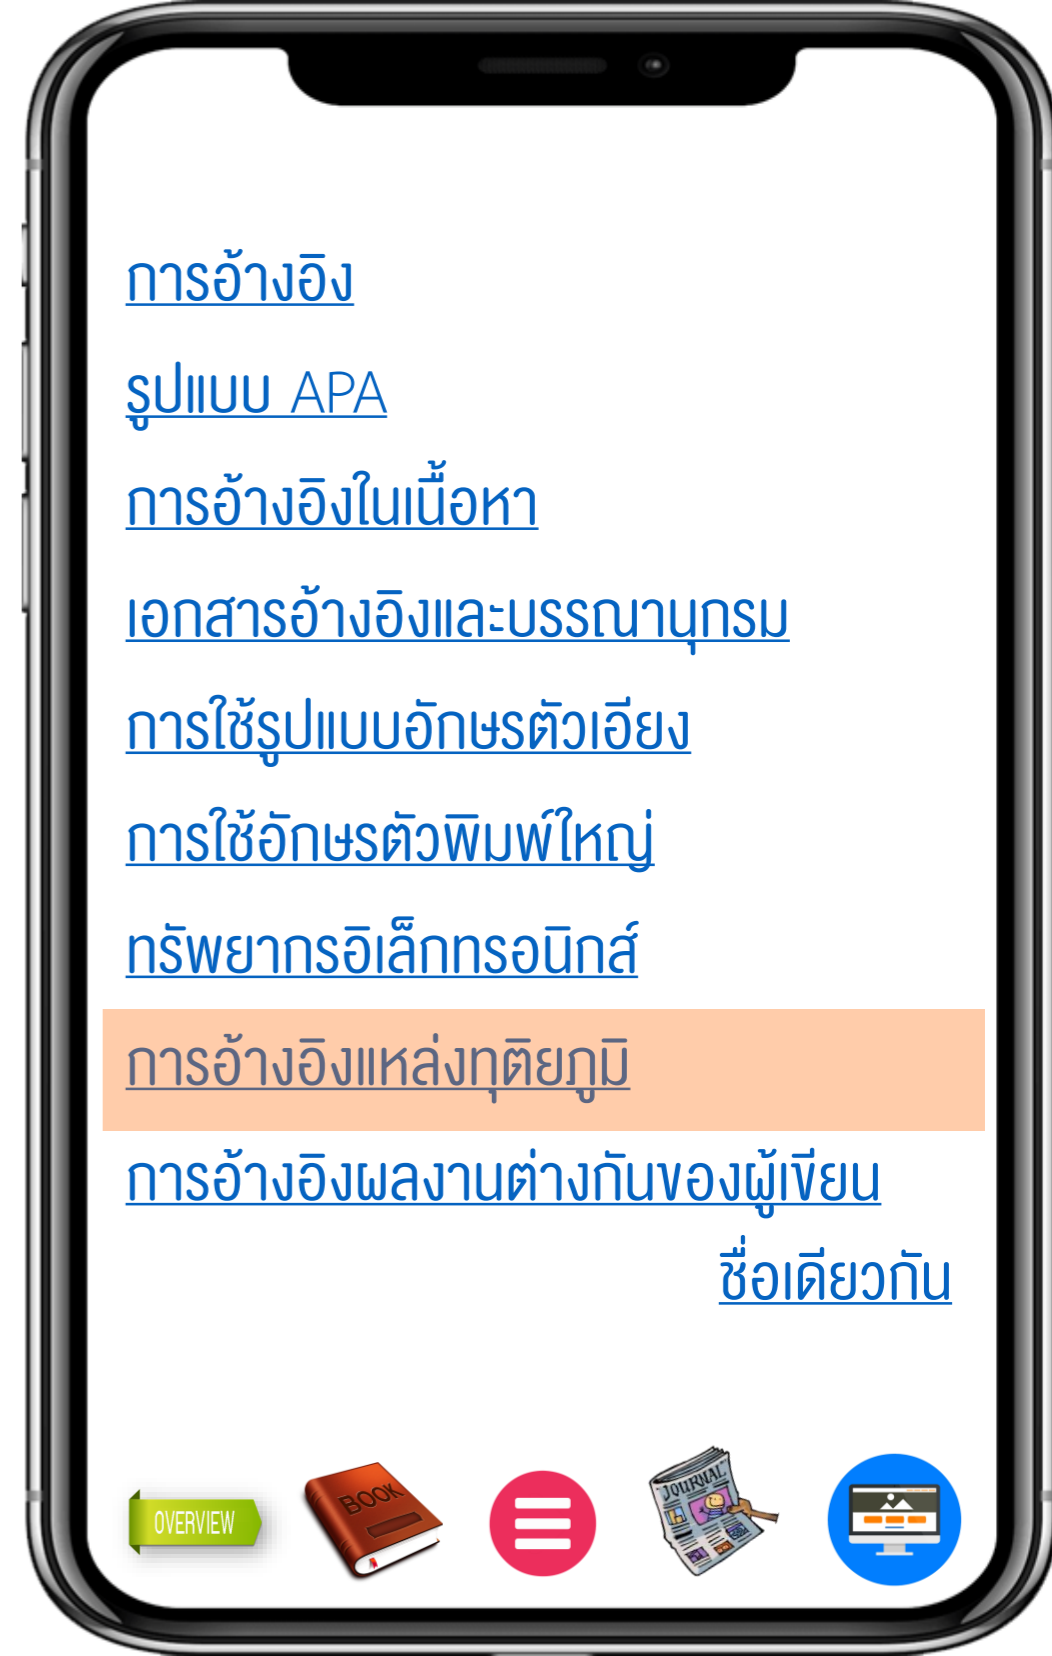 การอ้างอิง
รูปแบบ APA
การอ้างอิงในเนื้อหา
เอกสารอ้างอิงและบรรณานุกรม
การใช้รูปแบบอักษรตัวเอียง
การใช้อักษรตัวพิมพ์ใหญ่
ทรัพยากรอิเล็กทรอนิกส์
การอ้างอิงแหล่งทุติยภูมิ
การอ้างอิงผลงานต่างกันของผู้เขียน
ชื่อเดียวกัน
OVERVIEW
BOOK
JOURNAL